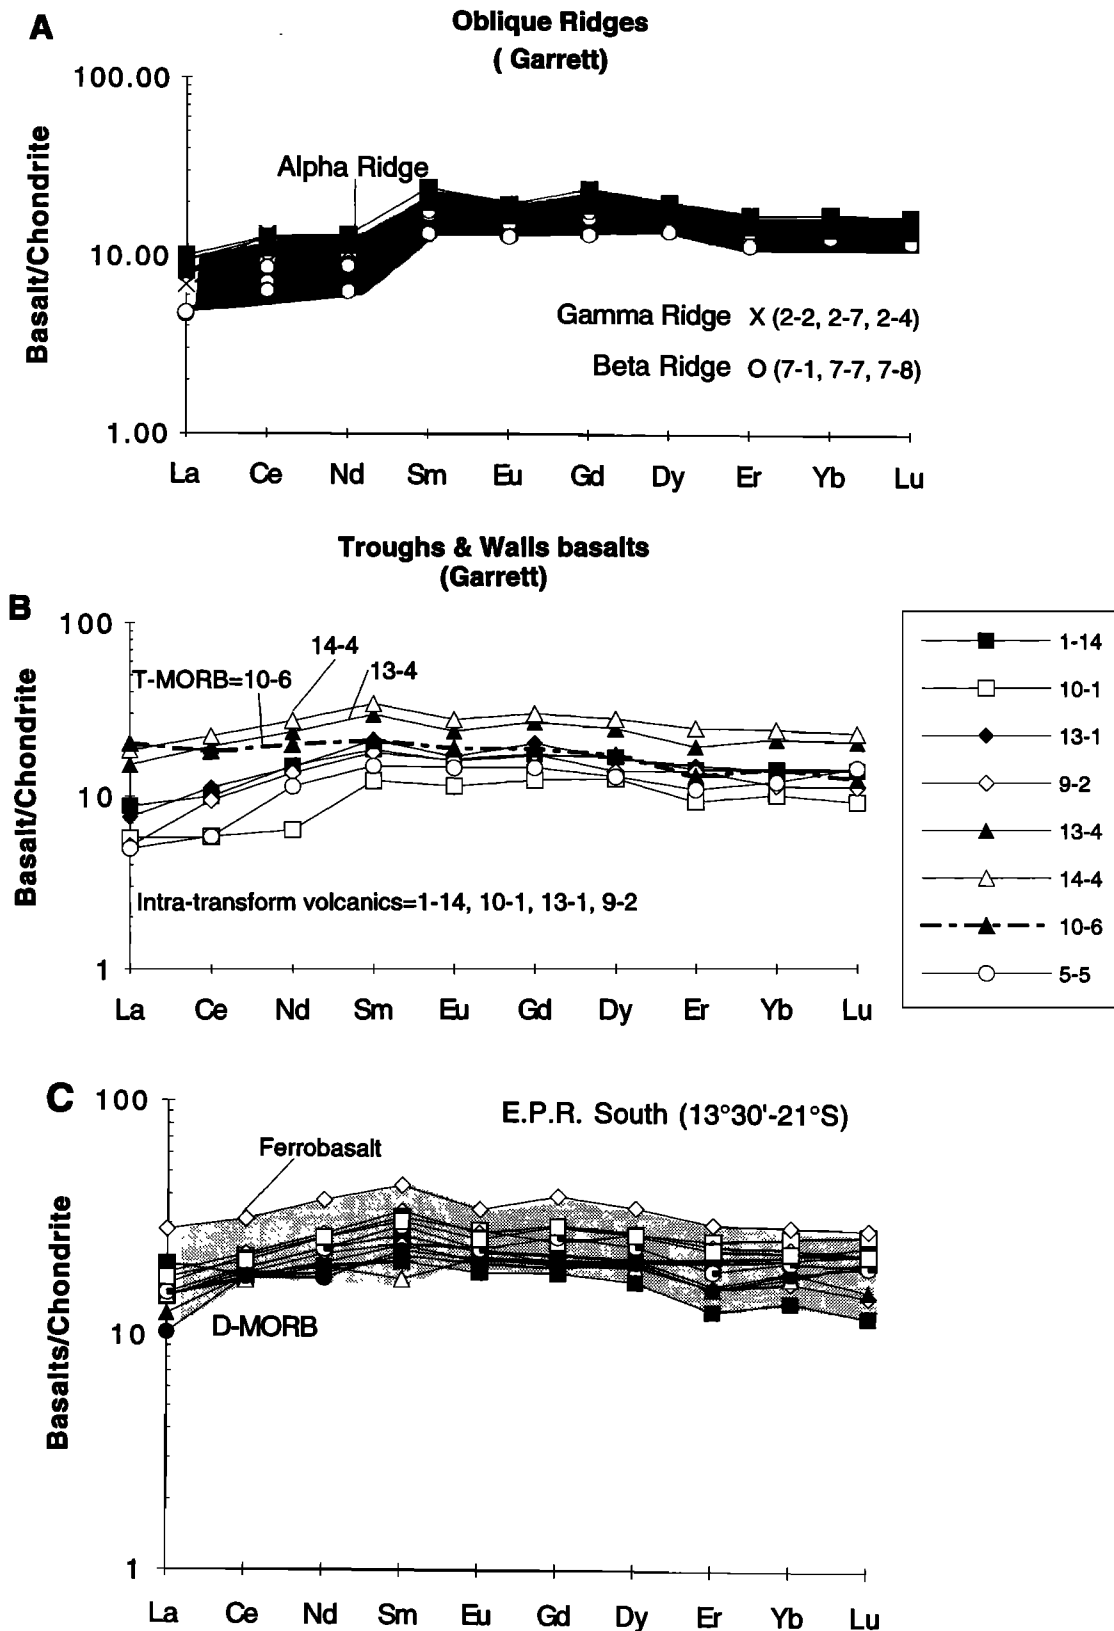 A
Oblique Ridges
( Garrett)
100.00
10.00
1.00
Basalt/Chondrite
Alpha Ridge
Gamma Ridge X (2-2, 2-7, 2-4)
Beta Ridge O (7-1, 7-7, 7-8)
La Ce Nd Sm Eu Gd Dy Er Yb Lu
Troughs & Walls basalts
(Garrett)
B
100
10
1
Basalt/Chondrite
14-4
13-4
T-MORB=10-6
Intra-transform volcanics=1-14, 10-1, 13-1, 9-2
La Ce Nd Sm Eu Gd Dy Er Yb Lu
1-14
10-1
13-1
9-2
13-4
14-4
10-6
5-5
C
100
10
1
Basalts/Chondrite
E.P.R. South (13°30'-21°S)
Ferrobasalt
D-MORB
La Ce Nd Sm Eu Gd Dy Er Yb Lu